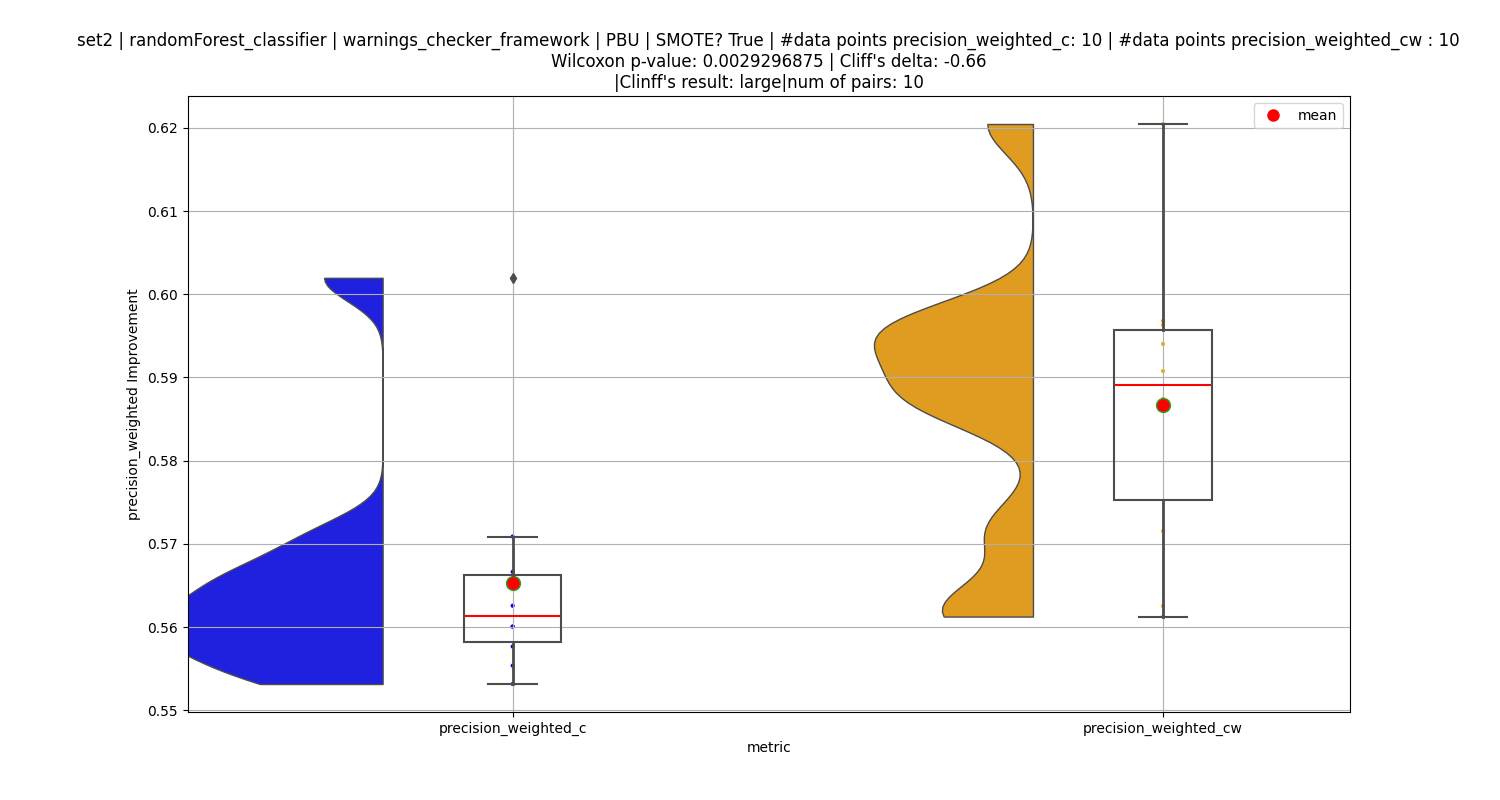 set2 | randomForest_classifier | warnings_checker_framework | PBU | SMOTE? True | #data points precision_weighted_c: 10 | #data points precision_weighted_cw : 10
Wilcoxon p-value: 0.0029296875 | Cliff's delta: -0.66
|Clinff's result: large|num of pairs: 10
mean
0.62
0.61
0.60
0.59
0.58
0.57
0.56
0.55
precision_weighted Improvement
precision_weighted_c
precision_weighted_cw
metric